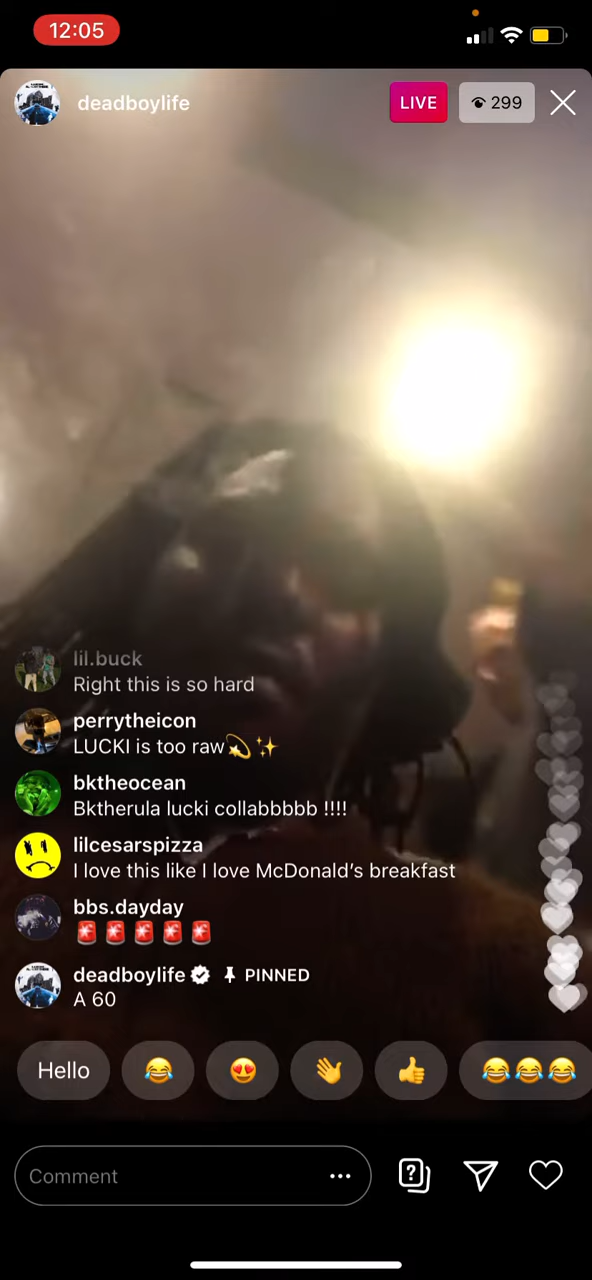 12:05
deadboylife
LIVE 299
lil.buck
Right this is so hard
perrytheicon
LUCKI is too raw💫✨
bktheocean
Bktherula lucki collabbbbb !!!!
lilcesarspizza
I love this like I love McDonald’s breakfast
bbs.dayday
🚨🚨🚨🚨🚨
deadboylife PINNED
A 60
Hello 😂 😍 👋 👍 😂😂😂
Comment